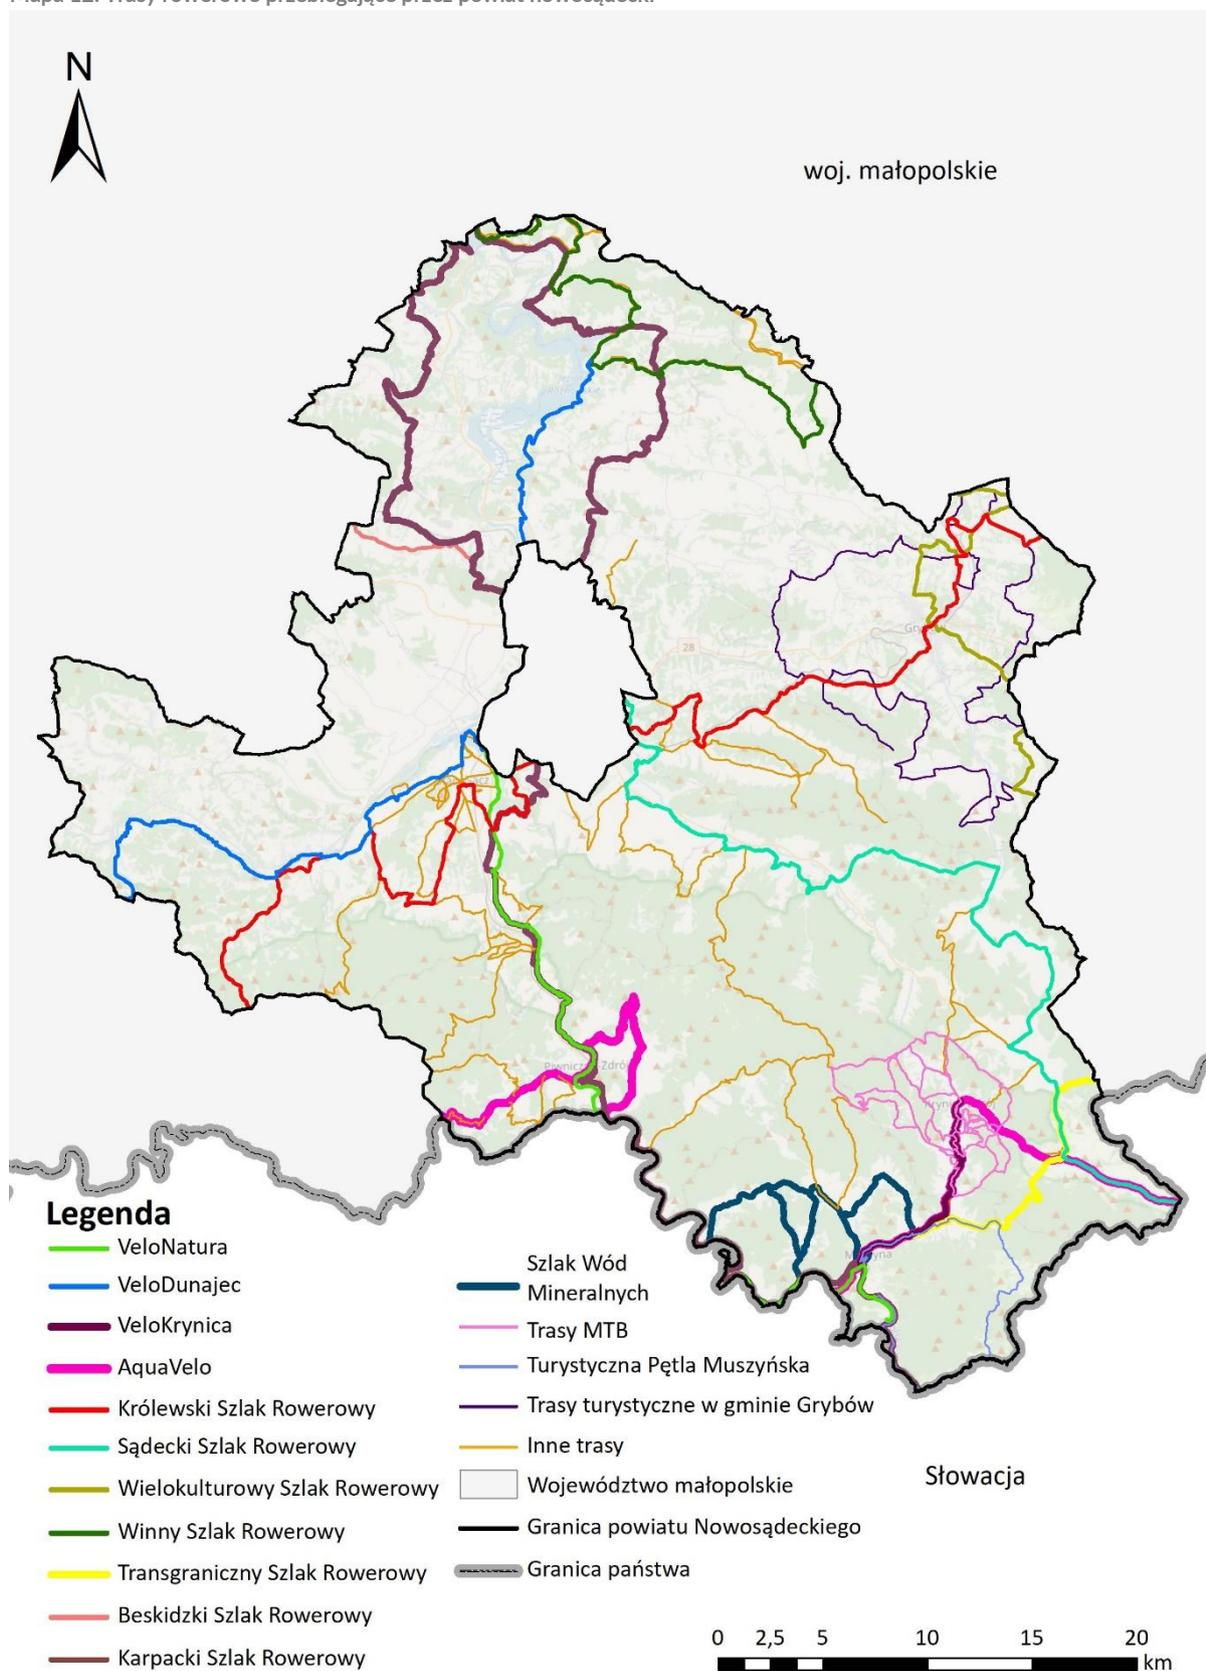 Mapa 12. Trasy rowerowe przebiegające przez powiat nowosądecki
N
woj. małopolskie
28
Legenda
VeloNatura
VeloDunajec
VeloKrynica
AquaVelo
Królewski Szlak Rowerowy
Sądecki Szlak Rowerowy
Wielokulturowy Szlak Rowerowy
Winny Szlak Rowerowy
Transgraniczny Szlak Rowerowy
Beskidzki Szlak Rowerowy
Karpacki Szlak Rowerowy
Szlak Wód
Mineralnych
Trasy MTB
Turystyczna Pętla Muszyńska
Trasy turystyczne w gminie Grybów
Inne trasy
Województwo małopolskie
Granica powiatu Nowosądeckiego
Granica państwa
Słowacja
0 2,5 5 10 15 20
km